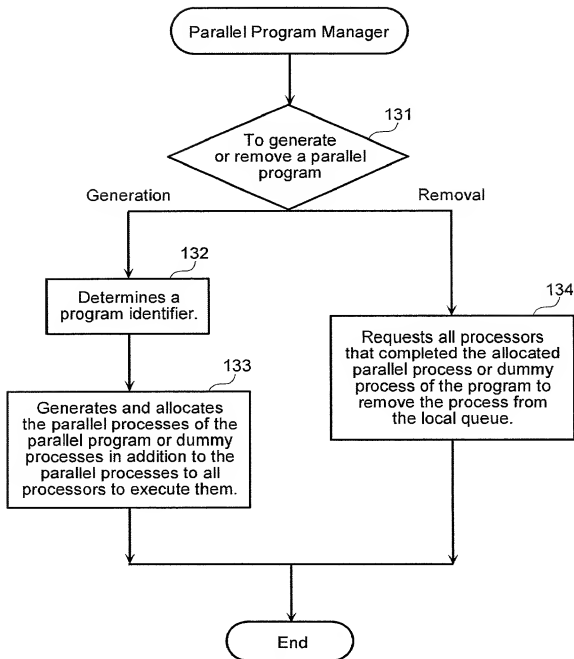 Parallel Program Manager
131
To generate
or remove a parallel
program
Generation
Removal
132
Determines a
program identifier.
133
Generates and allocates
the parallel processes of the
parallel program or dummy
processes in addition to the
parallel processes to all
processors to execute them.
134
Requests all processors
that completed the allocated
parallel process or dummy
process of the program to
remove the process from
the local queue.
End